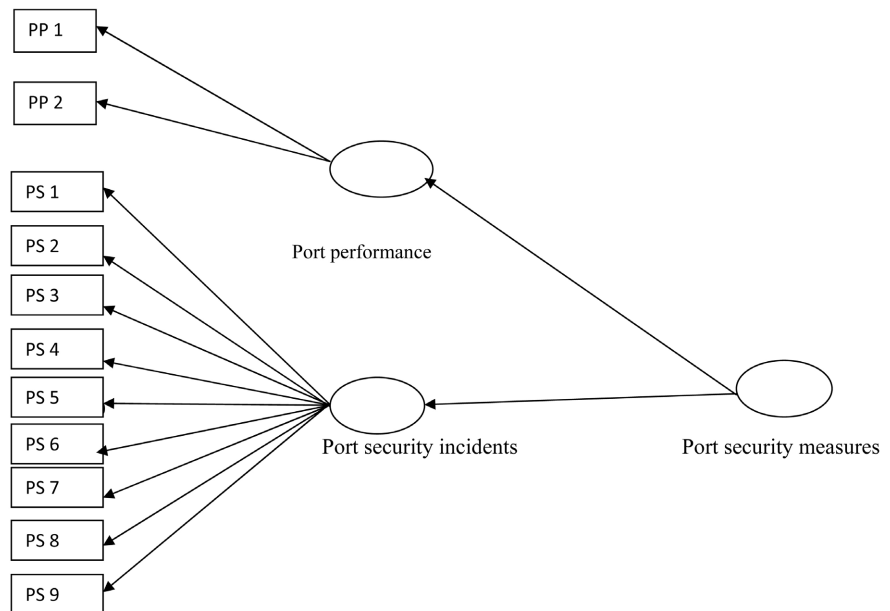 PP 1
PP 2
PS 1
PS 2
Port performance
PS 3
PS 4
PS 5
PS 6
Port security incidents
Port security measures
PS 7
PS 8
PS 9